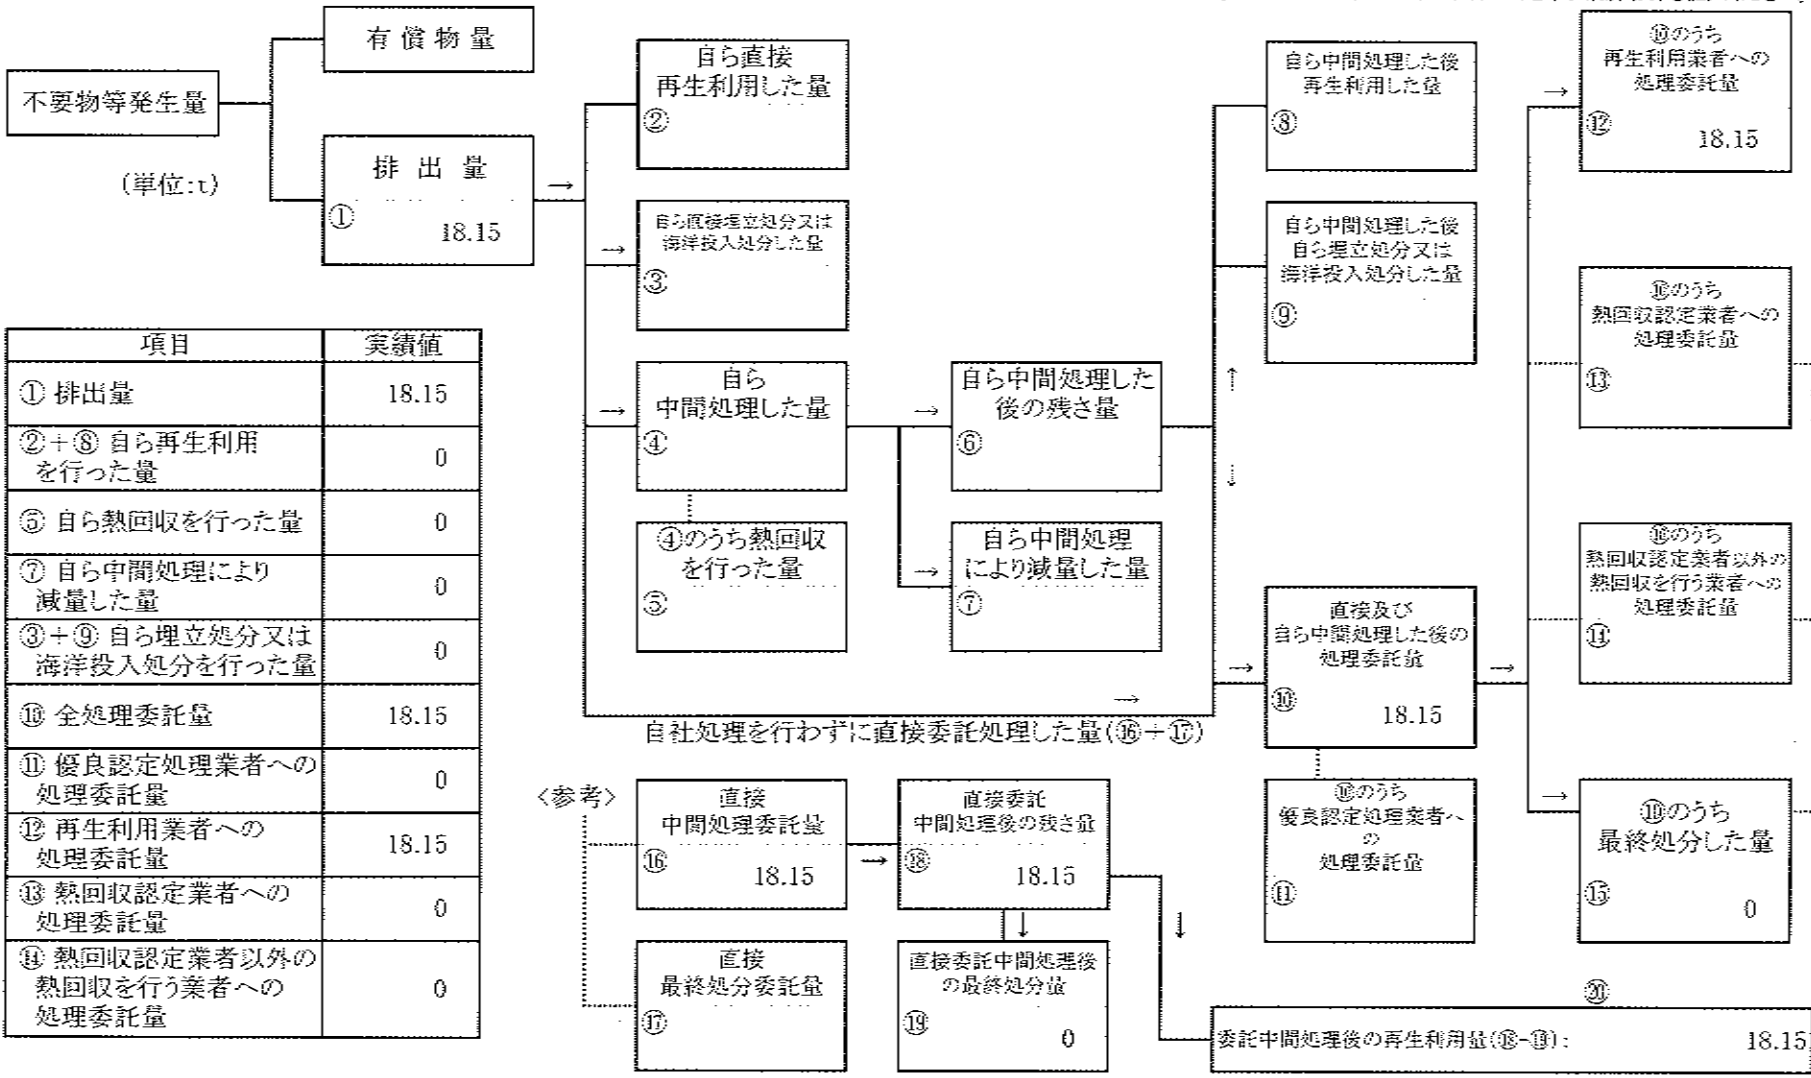 有償物量
不要物等発生量
(単位:t)
排出量
①
18.15
自ら直接
再生利用した量
②
自ら直接埋立処分又は
海洋投入処分した量
③
自ら
中間処理した量
④
④のうち熱回収
を行った量
⑤
自ら中間処理した
後の残さ量
⑥
自ら中間処理
により減量した量
⑦
自ら中間処理した後
再生利用した量
⑧
自ら中間処理した後
自ら埋立処分又は
海洋投入処分した量
⑨
直接及び
自ら中間処理した後の
処理委託量
⑩
18.15
⑩のうち
優良認定処理業者へ
の
処理委託量
⑪
⑩のうち
再生利用業者への
処理委託量
⑫
18.15
⑩のうち
熱回収認定業者への
処理委託量
⑬
⑩のうち
熱回収認定業者以外の
熱回収を行う業者への
処理委託量
⑭
⑩のうち
最終処分した量
⑮
0
自社処理を行わずに直接委託処理した量(⑯+⑰)
〈参考〉
直接
中間処理委託量
⑯
18.15
直接
最終処分委託量
⑰
直接委託
中間処理後の残さ量
⑱
18.15
直接委託中間処理後
の最終処分量
⑲
0
⑳
委託中間処理後の再生利用量(⑱-⑲): 18.15
項目 実績値
① 排出量 18.15
②+⑧ 自ら再生利用
を行った量 0
⑤ 自ら熱回収を行った量 0
⑦ 自ら中間処理により
減量した量 0
③+⑨ 自ら埋立処分又は
海洋投入処分を行った量 0
⑩ 全処理委託量 18.15
⑪ 優良認定処理業者への
処理委託量 0
⑫ 再生利用業者への
処理委託量 18.15
⑬ 熱回収認定業者への
処理委託量 0
⑭ 熱回収認定業者以外の
熱回収を行う業者への
処理委託量 0